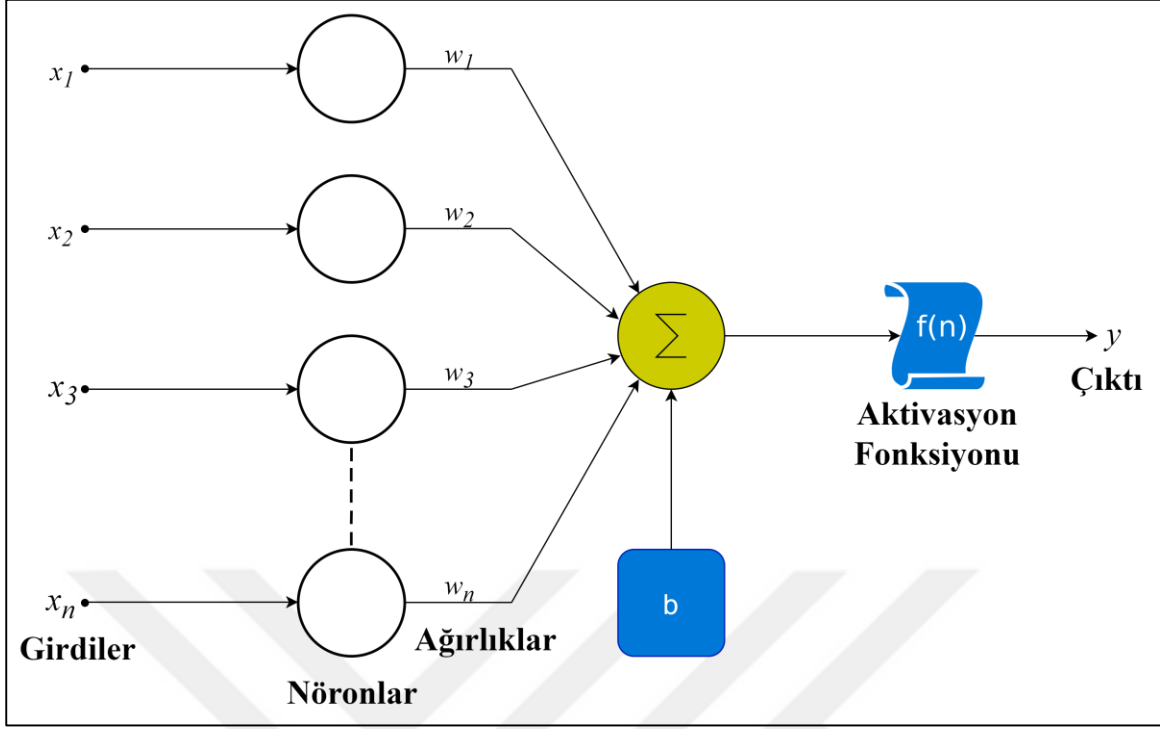 x1
w1
x2
w2
∑
f(n)
y
x3
w3
Çıktı
Aktivasyon
Fonksiyonu
xn
wn
b
Girdiler
Ağırlıklar
Nöronlar